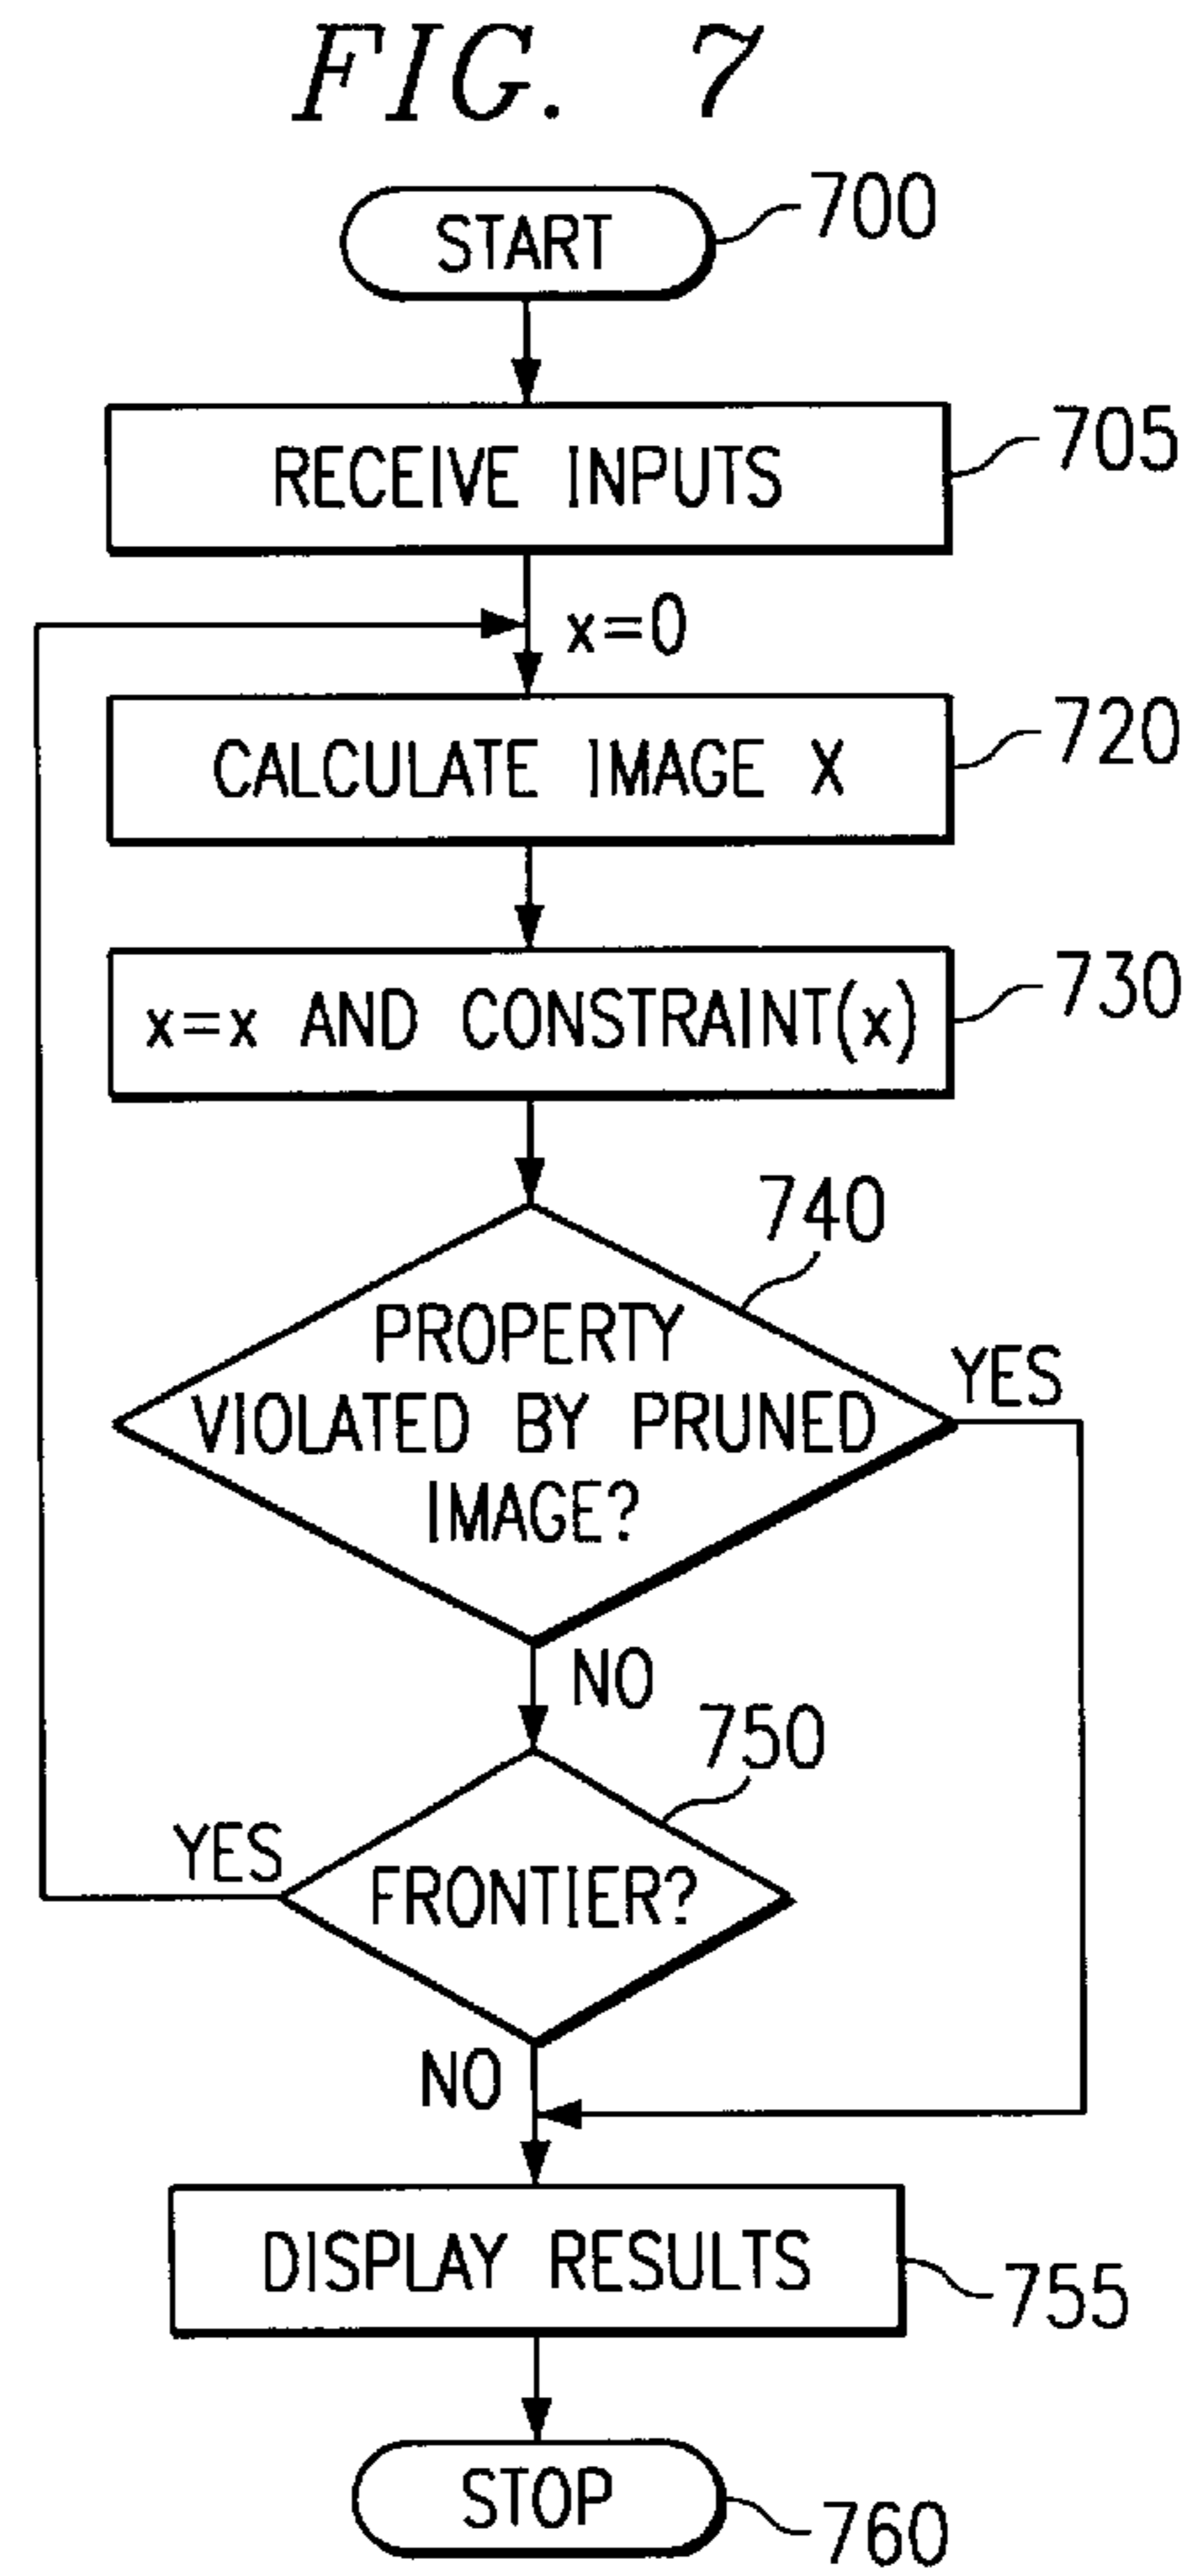 FIG. 7
START
700
RECEIVE INPUTS
705
x=0
CALCULATE IMAGE X
720
x=x AND CONSTRAINT(x)
730
740
PROPERTY
VIOLATED BY PRUNED
IMAGE?
YES
NO
750
YES
FRONTIER?
NO
DISPLAY RESULTS
755
STOP
760